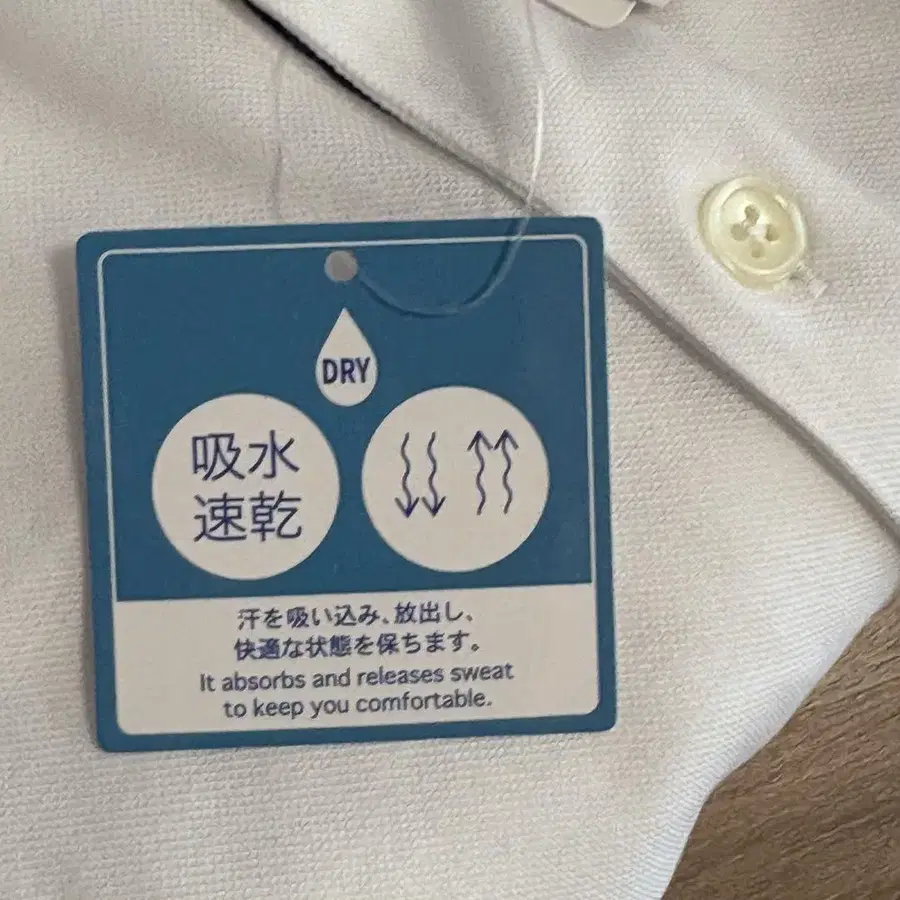 DRY
吸水
速乾
汗を吸い込み、放出し、
快適な状態を保ちます。
It absorbs and releases sweat
to keep you comfortable.